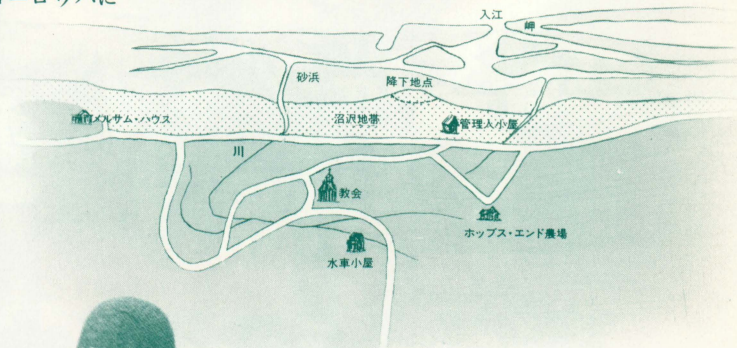 入江
岬
砂浜
降下地点
メルサム・ハウス
沼沢地帯
管理人小屋
川
教会
ホップス・エンド農場
水車小屋